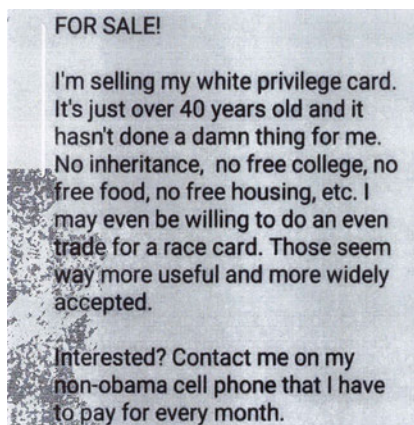 FOR SALE!
I'm selling my white privilege card.
It's just over 40 years old and it
hasn't done a damn thing for me.
No inheritance, no free college, no
free food, no free housing, etc. I
may even be willing to do an even
trade for a race card. Those seem
way more useful and more widely
accepted.
Interested? Contact me on my
non-obama cell phone that I have
to pay for every month.